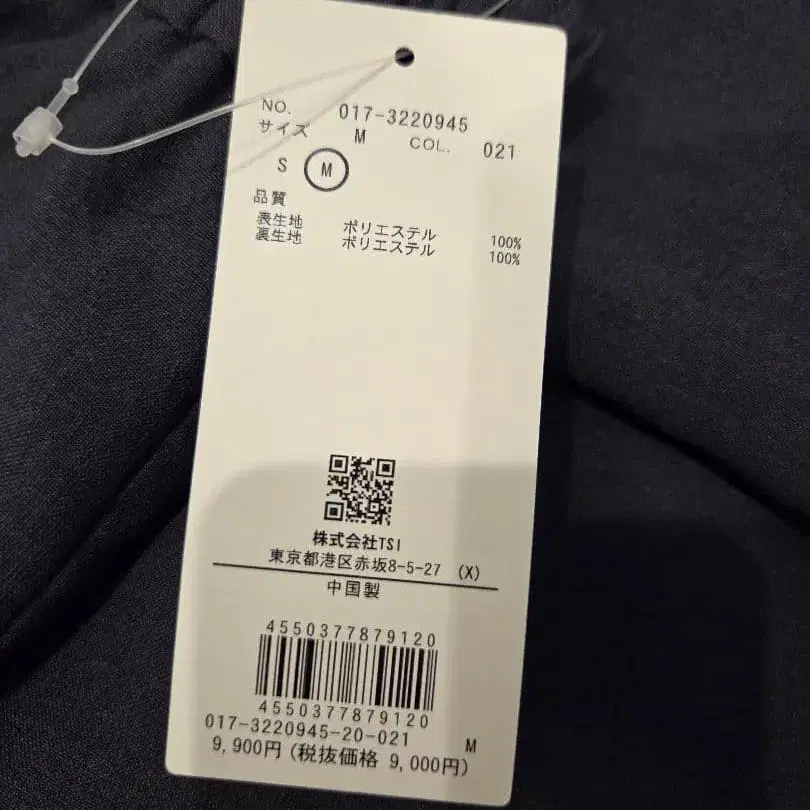 NO. 017-3220945
サイズ M COL. 021
S M
品質
表生地 ポリエステル 100%
裏生地 ポリエステル 100%
株式会社TSI
東京都港区赤坂8-5-27 (X)
中国製
4550377879120
4550377879120
017-3220945-20-021 M
9,900円(税抜価格 9,000円)